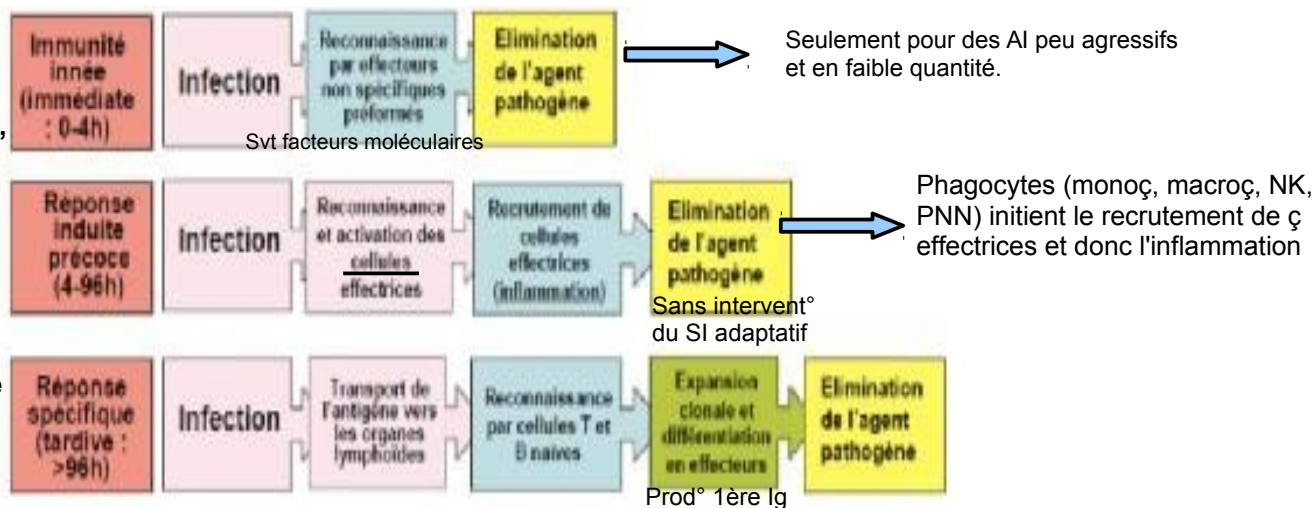 Immunité
innée
(immédiate
: 0-4h)
Infection
Reconnaissance
par effecteurs
non spécifiques
préformés
Svt facteurs moléculaires
Elimination
de l'agent
pathogène
Seulement pour des AI peu agressifs
et en faible quantité.
,
Réponse
induite
précoce
(4-96h)
Infection
Reconnaissance
et activation des
cellules
effectrices
Recrutement de
cellules
effectrices
(inflammation)
Elimination
de l'agent
pathogène
Sans intervent°
du SI adaptatif
Phagocytes (monoç, macroç, NK,
PNN) initient le recrutement de ç
effectrices et donc l'inflammation
Réponse
spécifique
(tardive :
>96h)
Infection
Transport de
l'antigène vers
les organes
lymphoïdes
Reconnaissance
par cellules T et
B naives
Expansion
clonale et
différentiation
en effecteurs
Prod° 1ère Ig
Elimination
de l'agent
pathogène